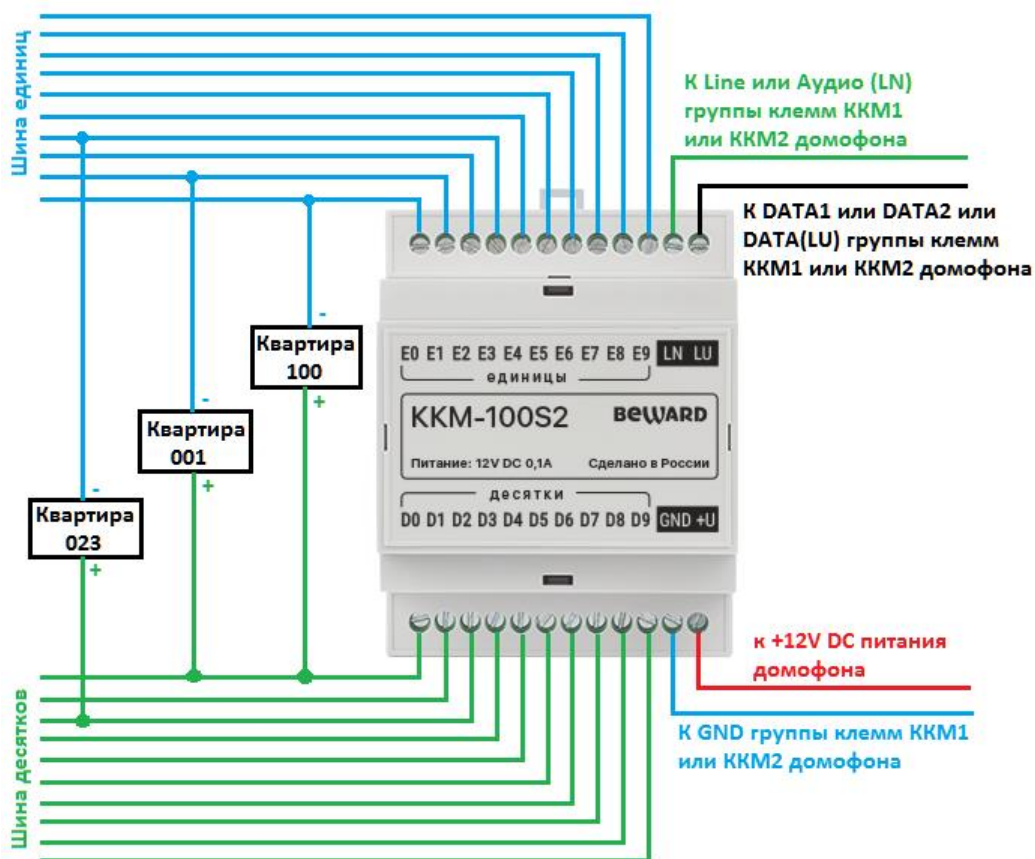 Шина единиц
К Line или Аудио (LN)
группы клемм ККМ1
или ККМ2 домофона
К DATA1 или DATA2 или
DATA(LU) группы клемм
ККМ1 или ККМ2 домофона
-
Квартира
100
+
-
Квартира
001
+
-
Квартира
023
+
E0 E1 E2 E3 E4 E5 E6 E7 E8 E9 LN LU
единицы
KKM-100S2 BEWARD
Питание: 12V DC 0,1A Сделано в России
десятки
D0 D1 D2 D3 D4 D5 D6 D7 D8 D9 GND +U
к +12V DC питания
домофона
К GND группы клемм ККМ1
или ККМ2 домофона
Шина десятков